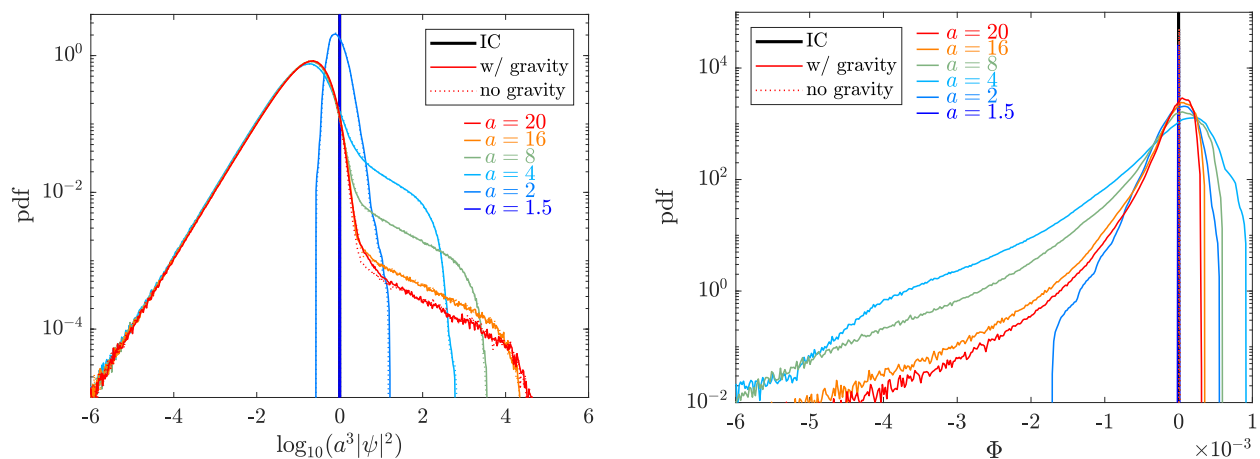 10^0
10^-2
10^-4
pdf
-6 -4 -2 0 2 4 6
log_10(a^3|ψ|^2)
IC
w/ gravity
no gravity
a = 20
a = 16
a = 8
a = 4
a = 2
a = 1.5
10^4
10^2
10^0
10^-2
pdf
-6 -5 -4 -3 -2 -1 0 1
Φ
×10^-3
IC
w/ gravity
no gravity
a = 20
a = 16
a = 8
a = 4
a = 2
a = 1.5